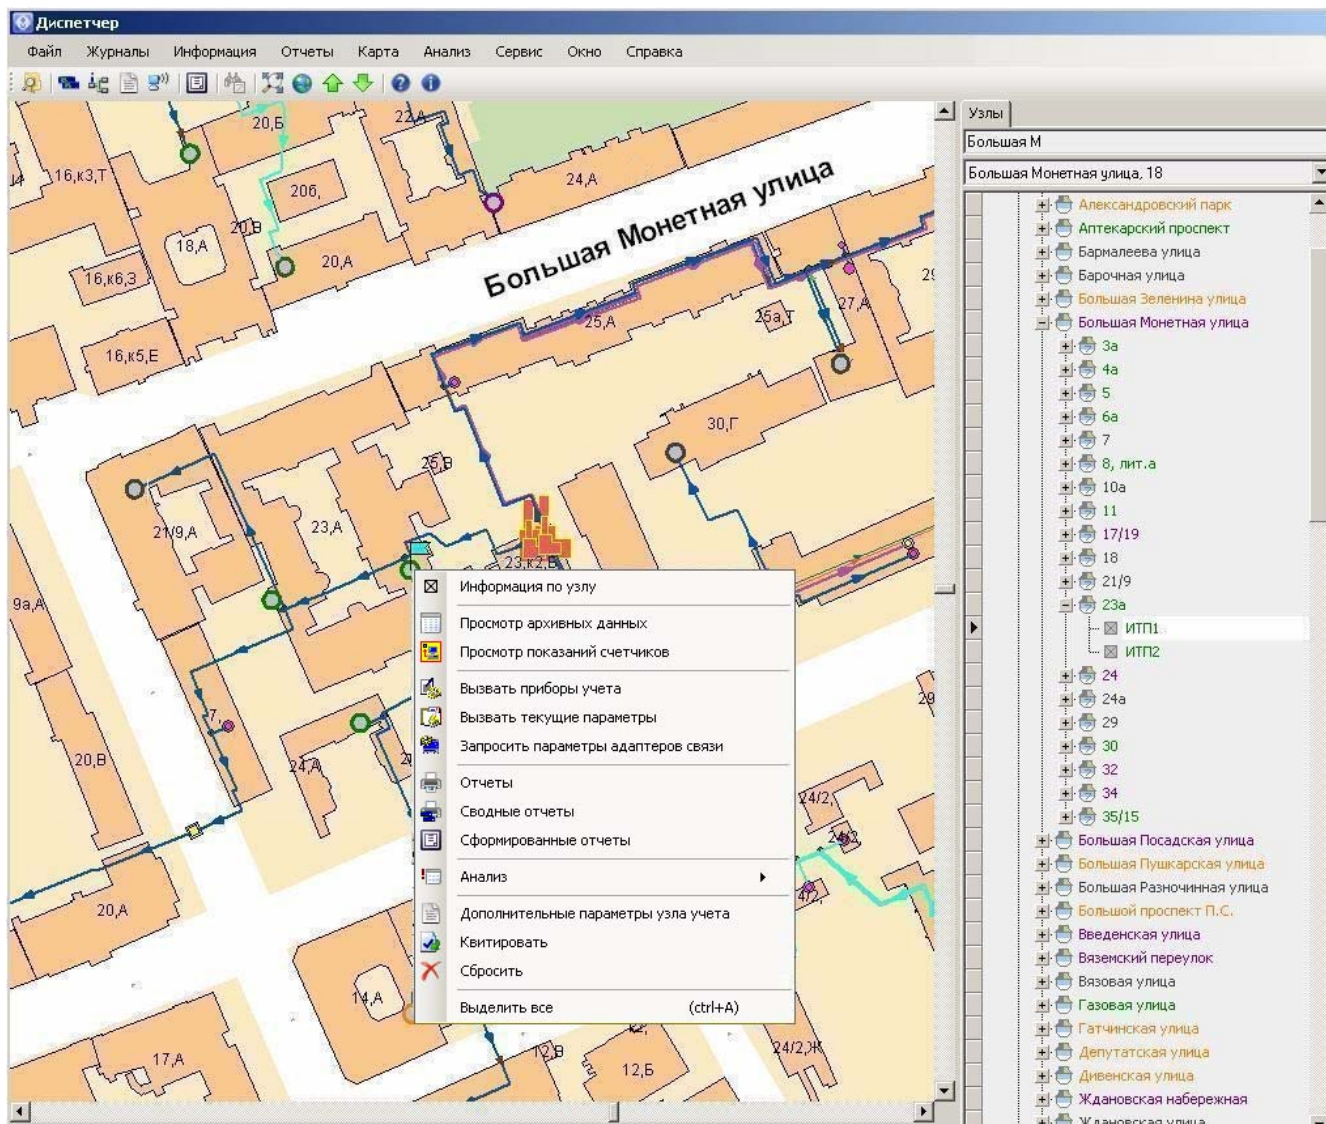 Диспетчер
Файл Журналы Информация Отчеты Карта Анализ Сервис Окно Справка
Узлы
Большая М
Большая Монетная улица, 18
20,Б
22,А
16,к3,Т
20б,
24,А
20,В
18,А
20,А
16,к6,3
Большая Монетная улица
29
25,А
25а,Т
27,А
16,к5,Е
30,Г
25,В
21/9,А
23,А
23,к2,В
9а,А
29
7,
20,В
24,А
24/2,
24/2,
20,А
14,А
17,А
12,В
12,Б
24/2,Ж
Информация по узлу
Просмотр архивных данных
Просмотр показаний счетчиков
Вызвать приборы учета
Вызвать текущие параметры
Запросить параметры адаптеров связи
Отчеты
Сводные отчеты
Сформированные отчеты
Анализ
Дополнительные параметры узла учета
Квитировать
Сбросить
Выделить все (ctrl+A)
Александровский парк
Аптекарский проспект
Бармалеева улица
Барочная улица
Большая Зеленина улица
Большая Монетная улица
3а
4а
5
6а
7
8, лит.а
10а
11
17/19
18
21/9
23а
ИТП1
ИТП2
24
24а
29
30
32
34
35/15
Большая Посадская улица
Большая Пушкарская улица
Большая Разночинная улица
Большой проспект П.С.
Введенская улица
Вяземский переулок
Вязовая улица
Газовая улица
Гатчинская улица
Депутатская улица
Дивенская улица
Ждановская набережная
Ждановская улица